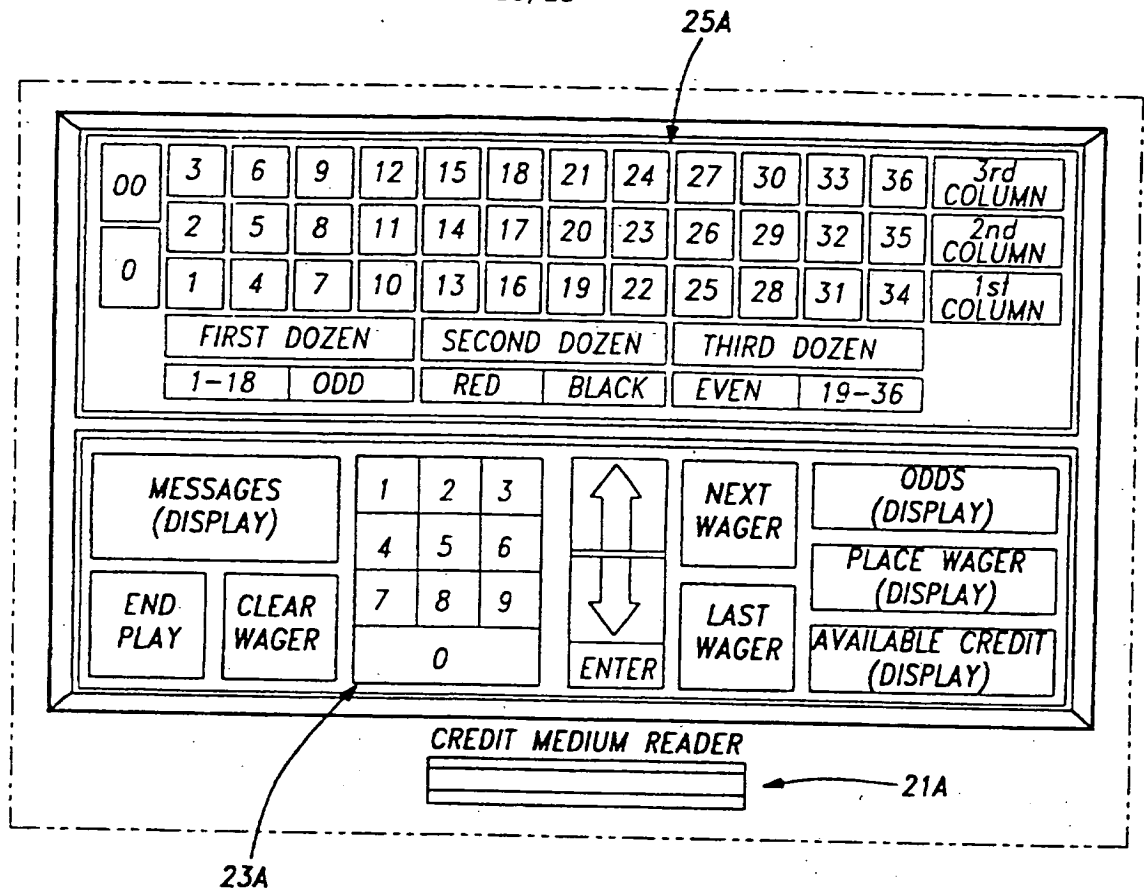 25A
00 3 6 9 12 15 18 21 24 27 30 33 36 3rd COLUMN
2 5 8 11 14 17 20 23 26 29 32 35 2nd COLUMN
0 1 4 7 10 13 16 19 22 25 28 31 34 1st COLUMN
FIRST DOZEN SECOND DOZEN THIRD DOZEN
1-18 ODD RED BLACK EVEN 19-36
MESSAGES
(DISPLAY)
END
PLAY
CLEAR
WAGER
1 2 3
4 5 6
7 8 9
0
ENTER
NEXT
WAGER
LAST
WAGER
ODDS
(DISPLAY)
PLACE WAGER
(DISPLAY)
AVAILABLE CREDIT
(DISPLAY)
CREDIT MEDIUM READER
21A
23A